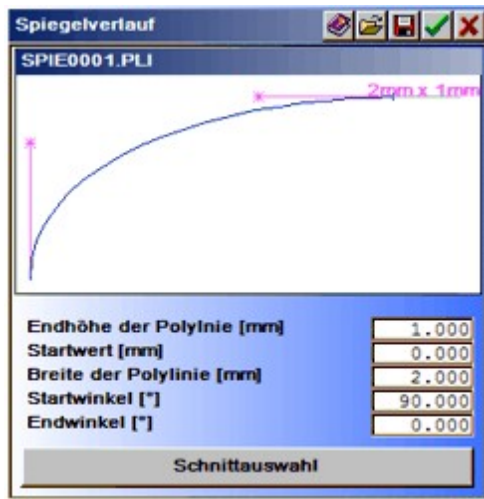 Spiegelverlauf
SPIE0001.PLI
2mm x 1mm
Endhöhe der Polylnie [mm] 1.000
Startwert [mm] 0.000
Breite der Polylinie [mm] 2.000
Startwinkel [°] 90.000
Endwinkel [°] 0.000
Schnittauswahl